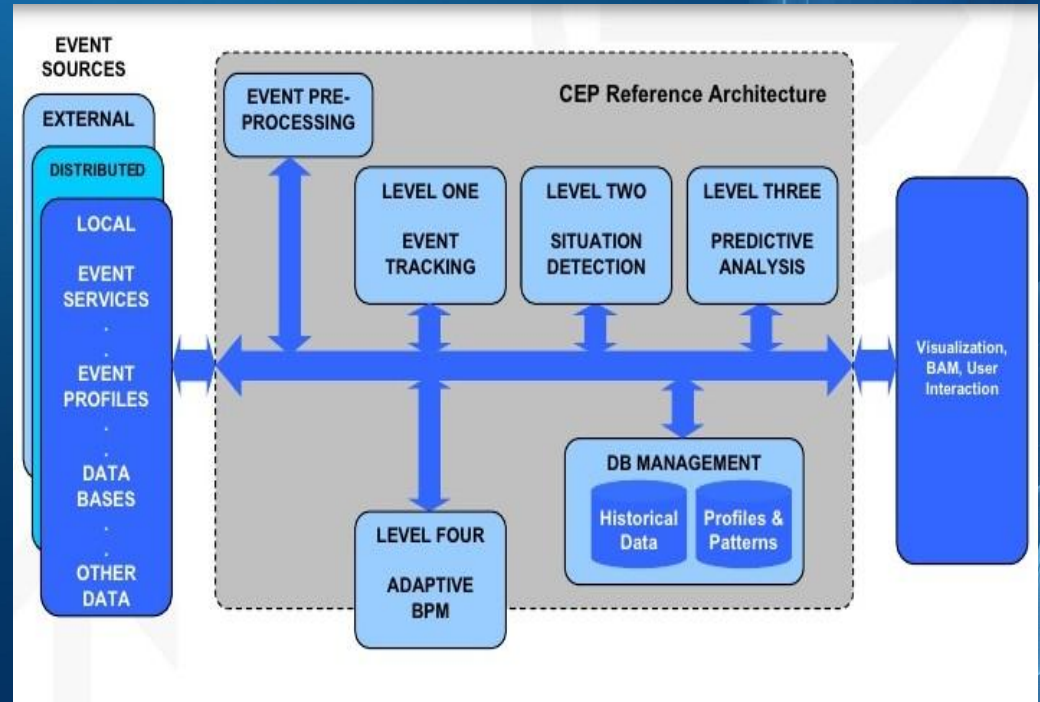 EVENT
SOURCES
EXTERNAL
DISTRIBUTED
LOCAL
EVENT
SERVICES
.
.
EVENT
PROFILES
.
.
DATA
BASES
.
.
OTHER
DATA
CEP Reference Architecture
EVENT PRE-
PROCESSING
LEVEL ONE
EVENT
TRACKING
LEVEL TWO
SITUATION
DETECTION
LEVEL THREE
PREDICTIVE
ANALYSIS
LEVEL FOUR
ADAPTIVE
BPM
DB MANAGEMENT
Historical
Data
Profiles &
Patterns
Visualization,
BAM, User
Interaction